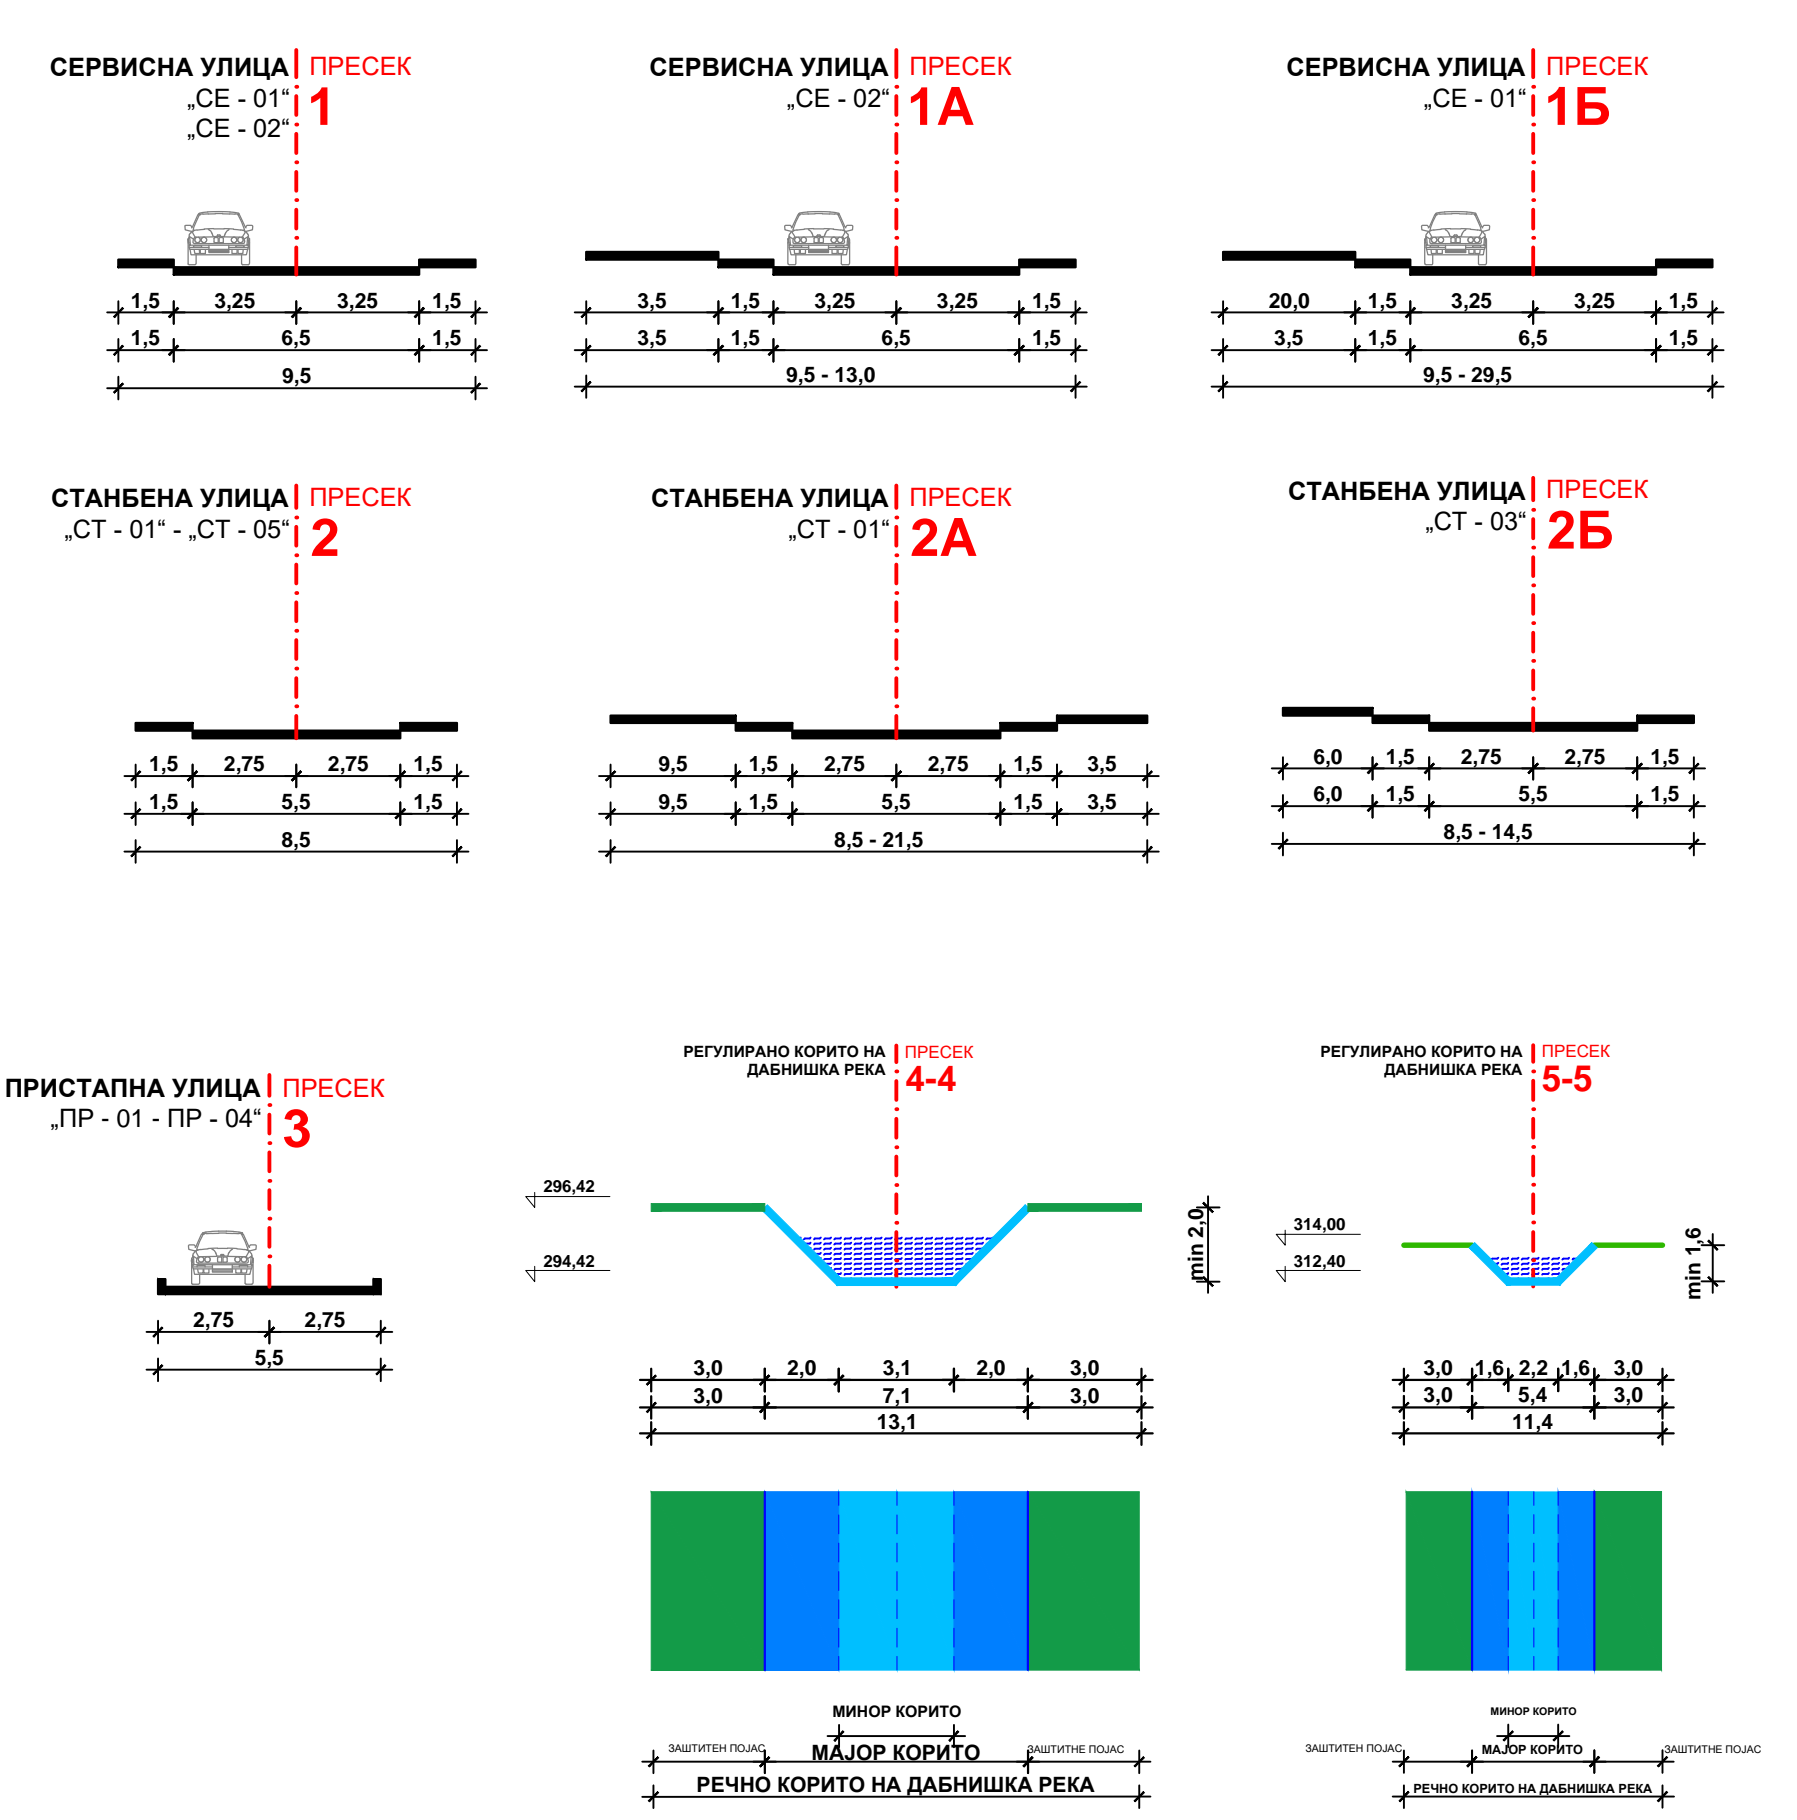 СЕРВИСНА УЛИЦА ПРЕСЕК
„СЕ - 01“ 1
„СЕ - 02“
1,5 3,25 3,25 1,5
1,5 6,5 1,5
9,5
СЕРВИСНА УЛИЦА ПРЕСЕК
„СЕ - 02“ 1А
3,5 1,5 3,25 3,25 1,5
3,5 1,5 6,5 1,5
9,5 - 13,0
СЕРВИСНА УЛИЦА ПРЕСЕК
„СЕ - 01“ 1Б
20,0 1,5 3,25 3,25 1,5
3,5 1,5 6,5 1,5
9,5 - 29,5
СТАНБЕНА УЛИЦА ПРЕСЕК
„СТ - 01“ - „СТ - 05“ 2
1,5 2,75 2,75 1,5
1,5 5,5 1,5
8,5
СТАНБЕНА УЛИЦА ПРЕСЕК
„СТ - 01“ 2А
9,5 1,5 2,75 2,75 1,5 3,5
9,5 1,5 5,5 1,5 3,5
8,5 - 21,5
СТАНБЕНА УЛИЦА ПРЕСЕК
„СТ - 03“ 2Б
6,0 1,5 2,75 2,75 1,5
6,0 1,5 5,5 1,5
8,5 - 14,5
ПРИСТАПНА УЛИЦА ПРЕСЕК
„ПР - 01 - ПР - 04“ 3
2,75 2,75
5,5
РЕГУЛИРАНО КОРИТО НА ПРЕСЕК
ДАБНИШКА РЕКА 4-4
296,42
294,42
min 2,0
3,0 2,0 3,1 2,0 3,0
3,0 7,1 3,0
13,1
МИНОР КОРИТО
ЗАШТИТЕН ПОЈАС МАЈОР КОРИТО ЗАШТИТНЕ ПОЈАС
РЕЧНО КОРИТО НА ДАБНИШКА РЕКА
РЕГУЛИРАНО КОРИТО НА ПРЕСЕК
ДАБНИШКА РЕКА 5-5
314,00
312,40
min 1,6
3,0 1,6 2,2 1,6 3,0
3,0 5,4 3,0
11,4
МИНОР КОРИТО
ЗАШТИТЕН ПОЈАС МАЈОР КОРИТО ЗАШТИТНЕ ПОЈАС
РЕЧНО КОРИТО НА ДАБНИШКА РЕКА